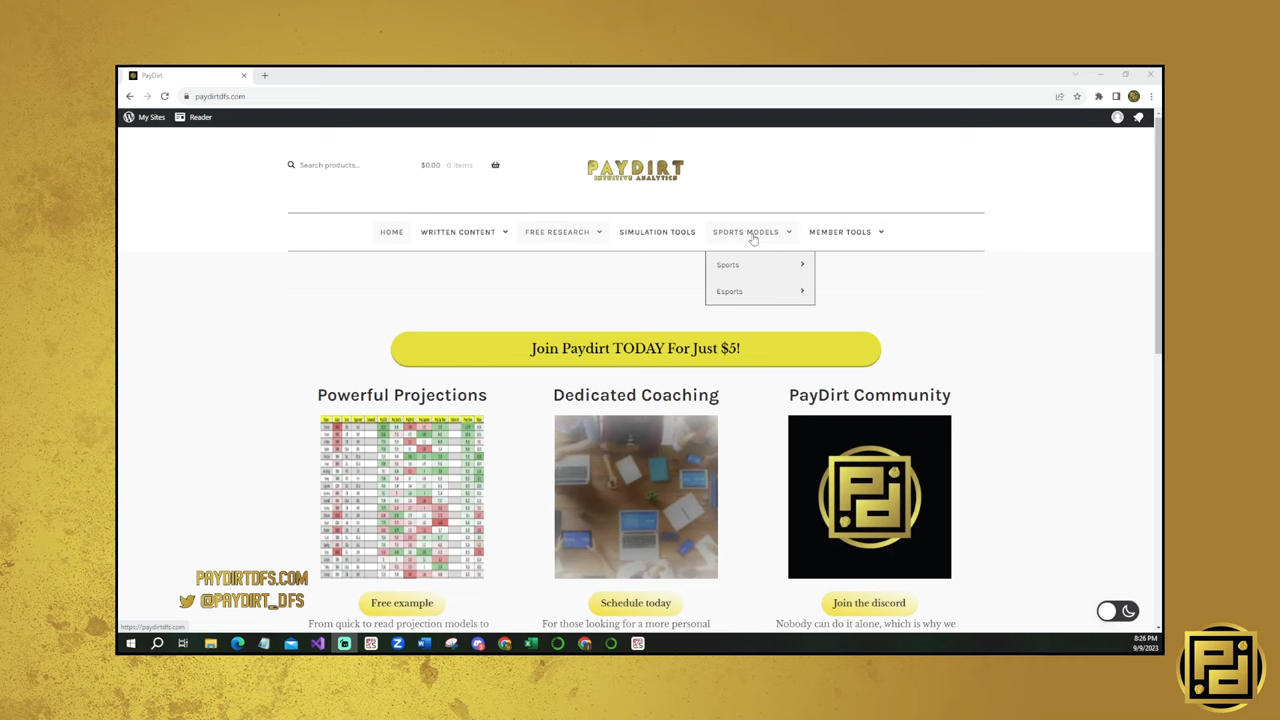 PayDirt
paydirtdfs.com
My Sites
Reader
Search products...
$0.00 0 items
PAYDIRT
INTUITIVE ANALYTICS
HOME
WRITTEN CONTENT
FREE RESEARCH
SIMULATION TOOLS
SPORTS MODELS
MEMBER TOOLS
Sports
Esports
Join Paydirt TODAY For Just $5!
Powerful Projections
Dedicated Coaching
PayDirt Community
PAYDIRTDFS.COM
@PAYDIRT_DFS
Free example
Schedule today
Join the discord
From quick to read projection models to
For those looking for a more personal
Nobody can do it alone, which is why we
https://paydirtdfs.com
8:26 PM
9/9/2023